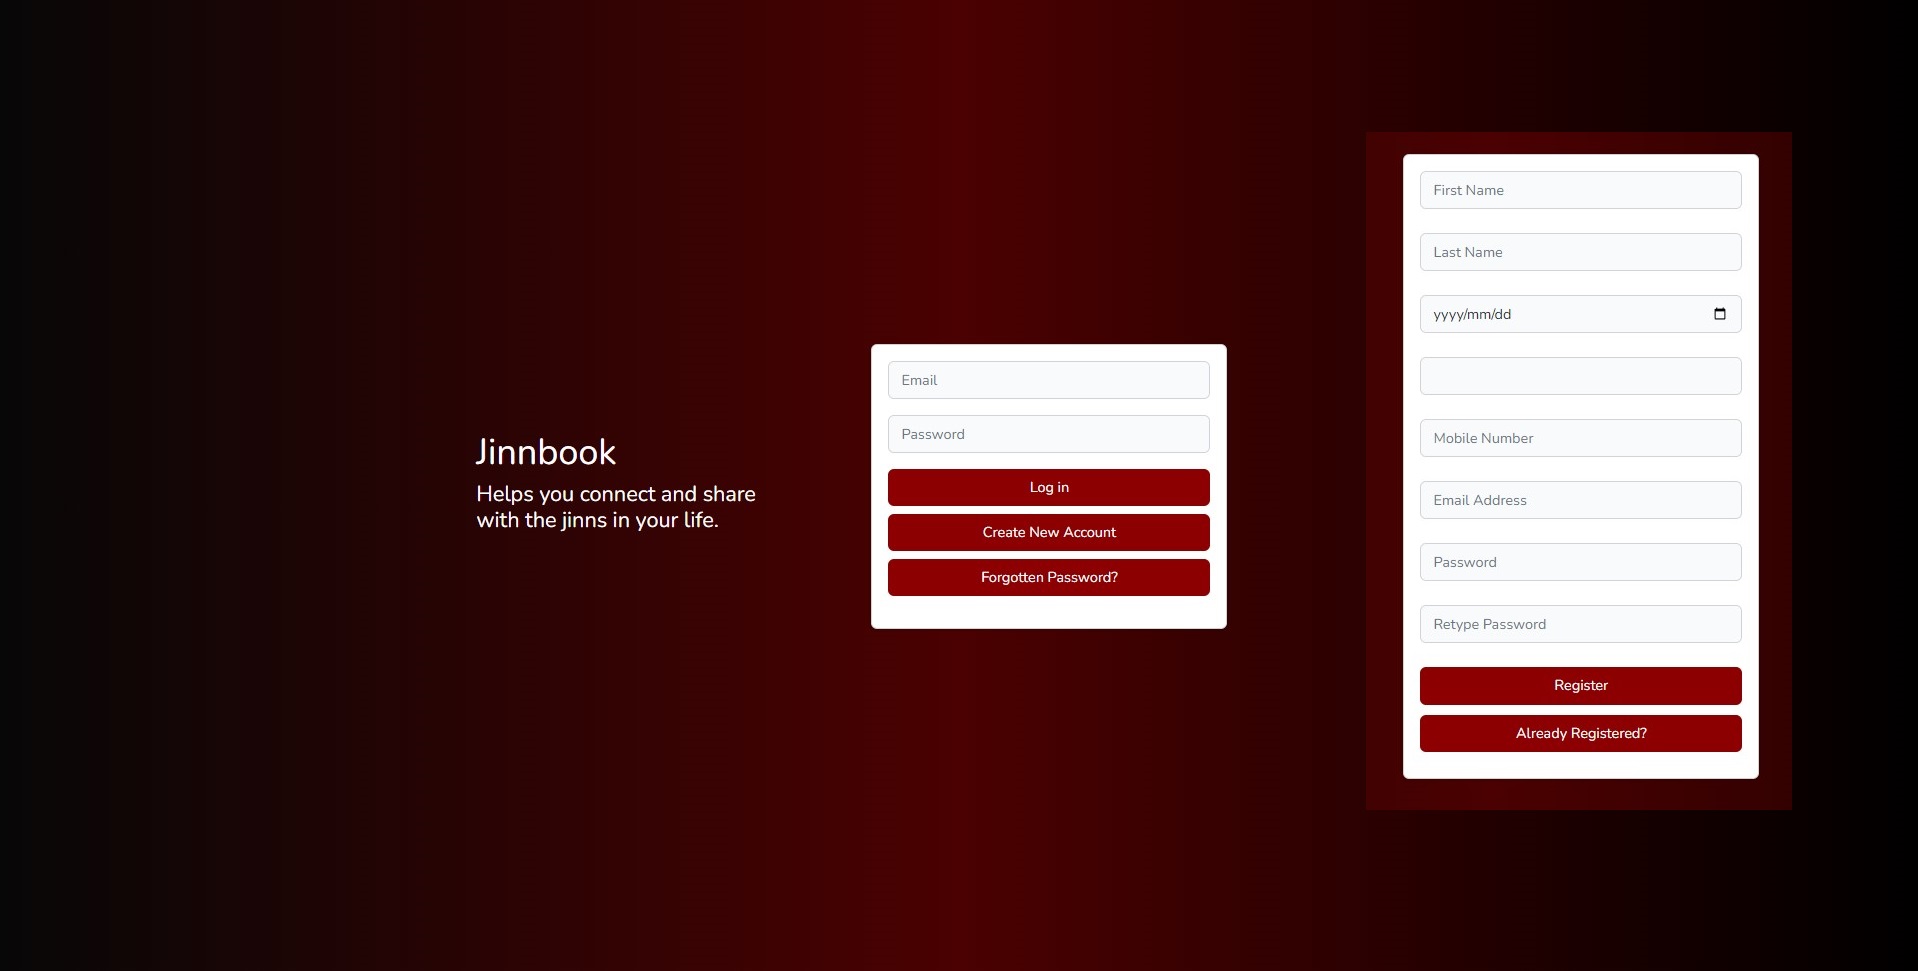 Jinnbook
Helps you connect and share
with the jinns in your life.
Email
Password
Log in
Create New Account
Forgotten Password?
First Name
Last Name
yyyy/mm/dd
Mobile Number
Email Address
Password
Retype Password
Register
Already Registered?